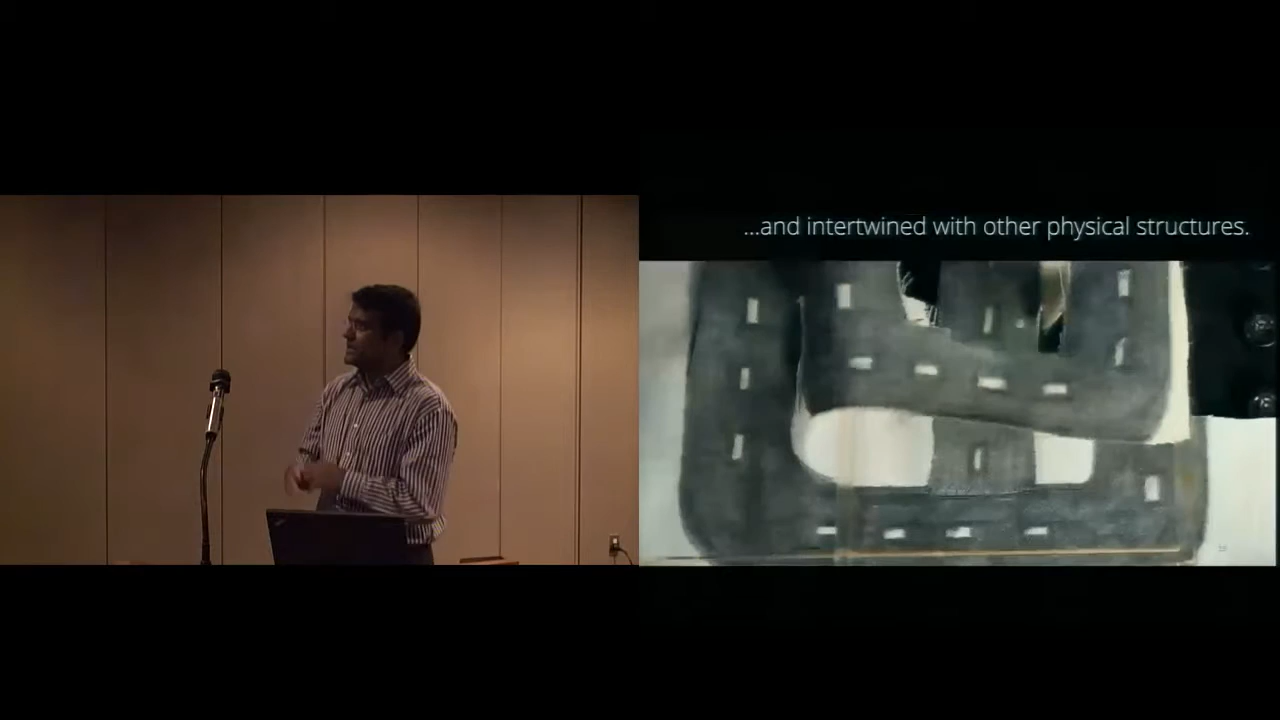 ...and intertwined with other physical structures.